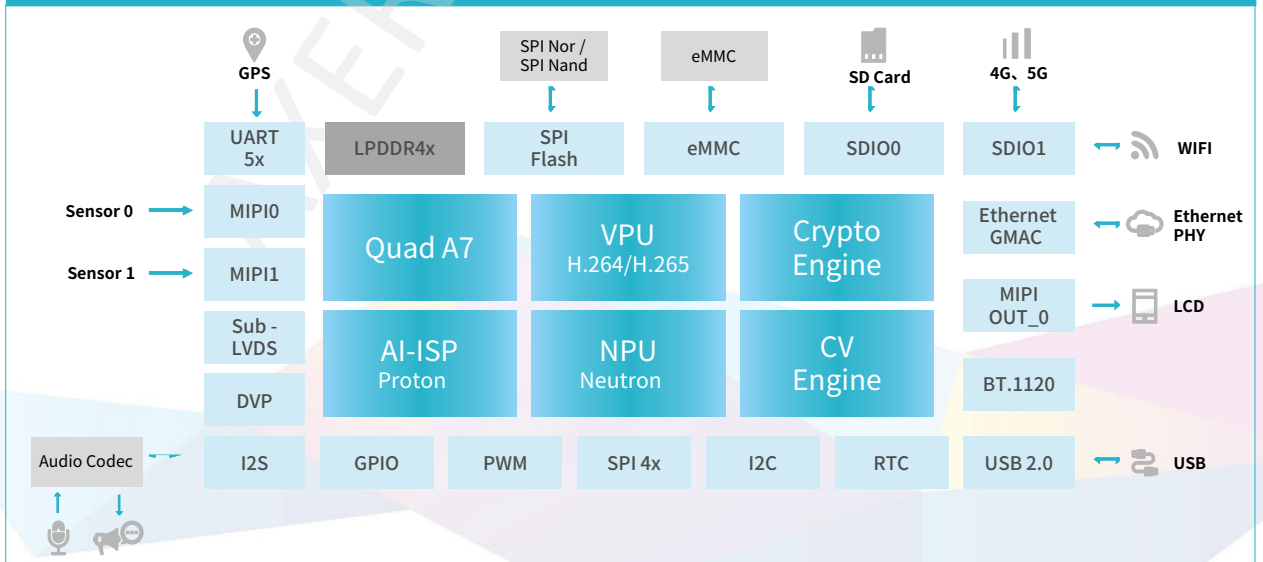 GPS
SPI Nor /
SPI Nand
eMMC
SD Card
4G、5G
UART
5x
LPDDR4x
SPI
Flash
eMMC
SDIO0
SDIO1
WIFI
Sensor 0
MIPI0
Quad A7
VPU
H.264/H.265
Crypto
Engine
Ethernet
GMAC
Ethernet
PHY
Sensor 1
MIPI1
MIPI
OUT_0
LCD
Sub -
LVDS
AI-ISP
Proton
NPU
Neutron
CV
Engine
DVP
BT.1120
Audio Codec
I2S
GPIO
PWM
SPI 4x
I2C
RTC
USB 2.0
USB